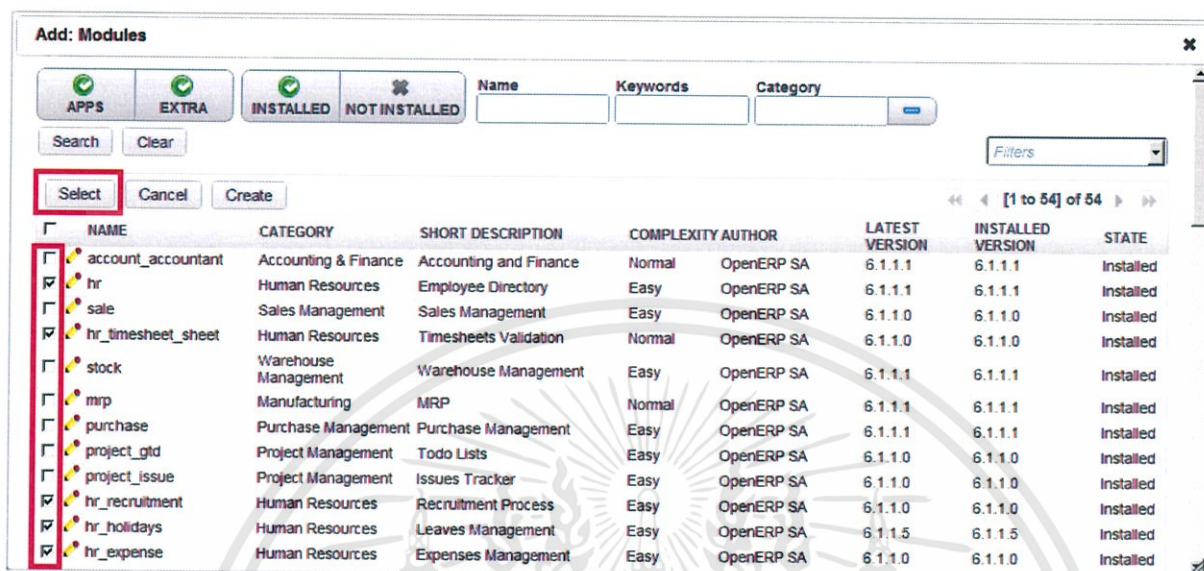 Add: Modules
APPS EXTRA INSTALLED NOT INSTALLED Name Keywords Category
Search Clear Filters
Select Cancel Create [1 to 54] of 54
NAME CATEGORY SHORT DESCRIPTION COMPLEXITY AUTHOR LATEST VERSION INSTALLED VERSION STATE
account_accountant Accounting & Finance Accounting and Finance Normal OpenERP SA 6.1.1.1 6.1.1.1 Installed
hr Human Resources Employee Directory Easy OpenERP SA 6.1.1.1 6.1.1.1 Installed
sale Sales Management Sales Management Easy OpenERP SA 6.1.1.0 6.1.1.0 Installed
hr_timesheet_sheet Human Resources Timesheets Validation Normal OpenERP SA 6.1.1.0 6.1.1.0 Installed
stock Warehouse Management Warehouse Management Easy OpenERP SA 6.1.1.1 6.1.1.1 Installed
mrp Manufacturing MRP Normal OpenERP SA 6.1.1.1 6.1.1.1 Installed
purchase Purchase Management Purchase Management Easy OpenERP SA 6.1.1.1 6.1.1.1 Installed
project_gtd Project Management Todo Lists Easy OpenERP SA 6.1.1.0 6.1.1.0 Installed
project_issue Project Management Issues Tracker Easy OpenERP SA 6.1.1.0 6.1.1.0 Installed
hr_recruitment Human Resources Recruitment Process Easy OpenERP SA 6.1.1.0 6.1.1.0 Installed
hr_holidays Human Resources Leaves Management Easy OpenERP SA 6.1.1.5 6.1.1.5 Installed
hr_expense Human Resources Expenses Management Easy OpenERP SA 6.1.1.0 6.1.1.0 Installed